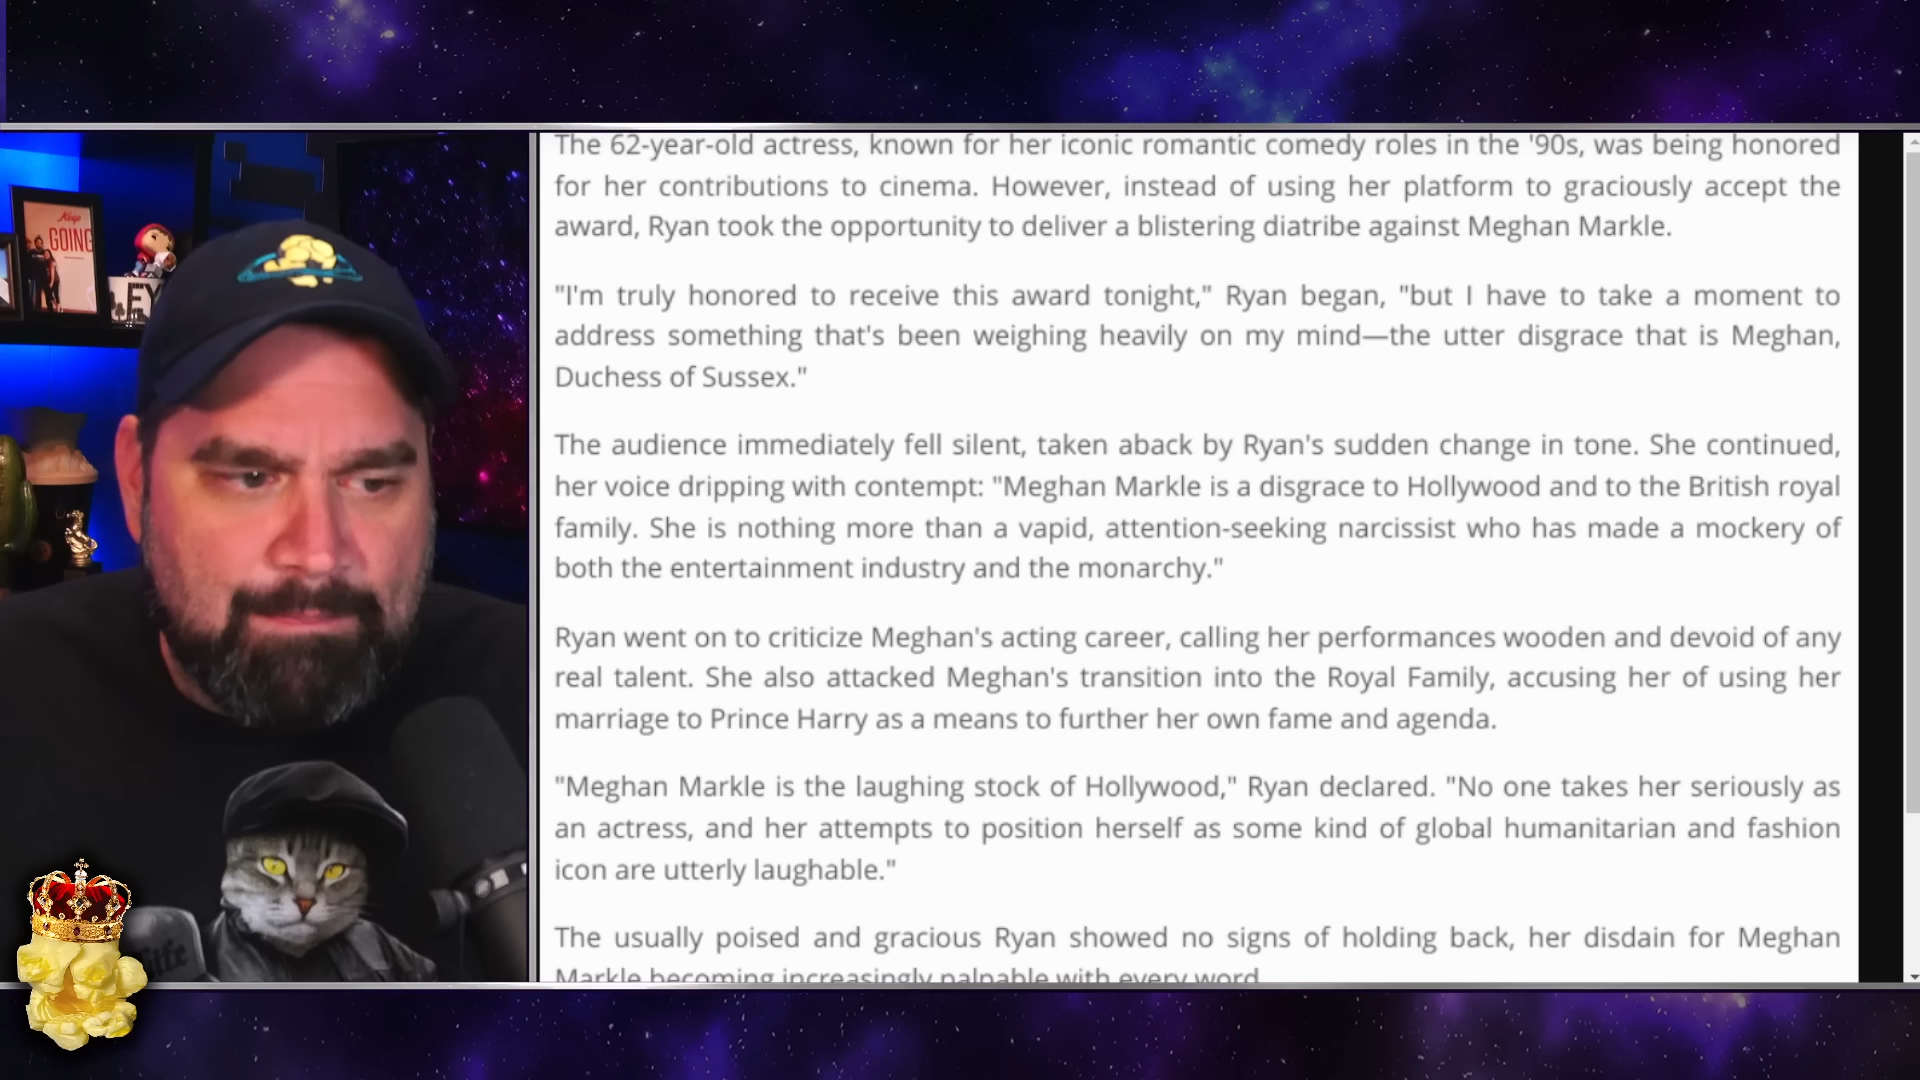 Keep
GOING
EY
Life
The 62-year-old actress, known for her iconic romantic comedy roles in the '90s, was being honored
for her contributions to cinema. However, instead of using her platform to graciously accept the
award, Ryan took the opportunity to deliver a blistering diatribe against Meghan Markle.
"I'm truly honored to receive this award tonight," Ryan began, "but I have to take a moment to
address something that's been weighing heavily on my mind—the utter disgrace that is Meghan,
Duchess of Sussex."
The audience immediately fell silent, taken aback by Ryan's sudden change in tone. She continued,
her voice dripping with contempt: "Meghan Markle is a disgrace to Hollywood and to the British royal
family. She is nothing more than a vapid, attention-seeking narcissist who has made a mockery of
both the entertainment industry and the monarchy."
Ryan went on to criticize Meghan's acting career, calling her performances wooden and devoid of any
real talent. She also attacked Meghan's transition into the Royal Family, accusing her of using her
marriage to Prince Harry as a means to further her own fame and agenda.
"Meghan Markle is the laughing stock of Hollywood," Ryan declared. "No one takes her seriously as
an actress, and her attempts to position herself as some kind of global humanitarian and fashion
icon are utterly laughable."
The usually poised and gracious Ryan showed no signs of holding back, her disdain for Meghan
Markle becoming increasingly palpable with every word